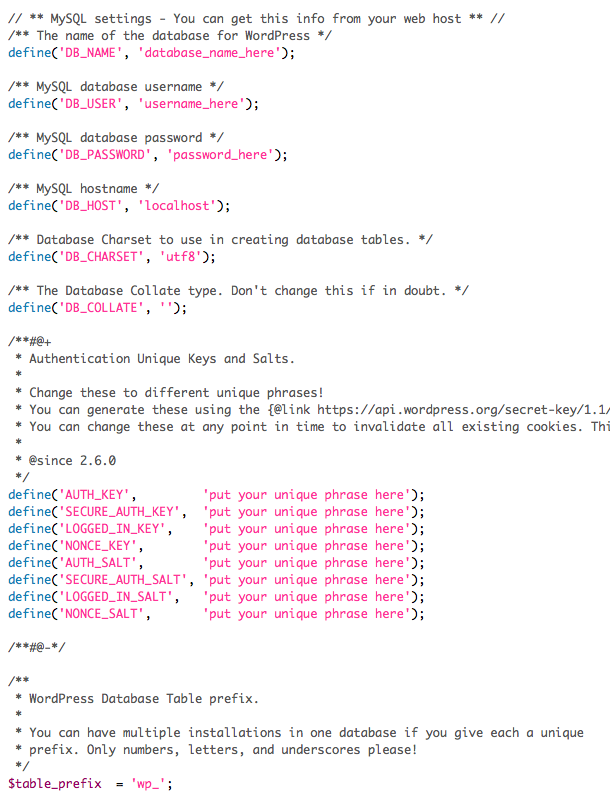 // ** MySQL settings - You can get this info from your web host ** //
/** The name of the database for WordPress */
define('DB_NAME', 'database_name_here');

/** MySQL database username */
define('DB_USER', 'username_here');

/** MySQL database password */
define('DB_PASSWORD', 'password_here');

/** MySQL hostname */
define('DB_HOST', 'localhost');

/** Database Charset to use in creating database tables. */
define('DB_CHARSET', 'utf8');

/** The Database Collate type. Don't change this if in doubt. */
define('DB_COLLATE', '');

/**#@+
 * Authentication Unique Keys and Salts.
 *
 * Change these to different unique phrases!
 * You can generate these using the {@link https://api.wordpress.org/secret-key/1.1/
 * You can change these at any point in time to invalidate all existing cookies. Thi
 *
 * @since 2.6.0
 */
define('AUTH_KEY',         'put your unique phrase here');
define('SECURE_AUTH_KEY',  'put your unique phrase here');
define('LOGGED_IN_KEY',    'put your unique phrase here');
define('NONCE_KEY',        'put your unique phrase here');
define('AUTH_SALT',        'put your unique phrase here');
define('SECURE_AUTH_SALT', 'put your unique phrase here');
define('LOGGED_IN_SALT',   'put your unique phrase here');
define('NONCE_SALT',       'put your unique phrase here');

/**#@-*/

/**
 * WordPress Database Table prefix.
 *
 * You can have multiple installations in one database if you give each a unique
 * prefix. Only numbers, letters, and underscores please!
 */
$table_prefix  = 'wp_';